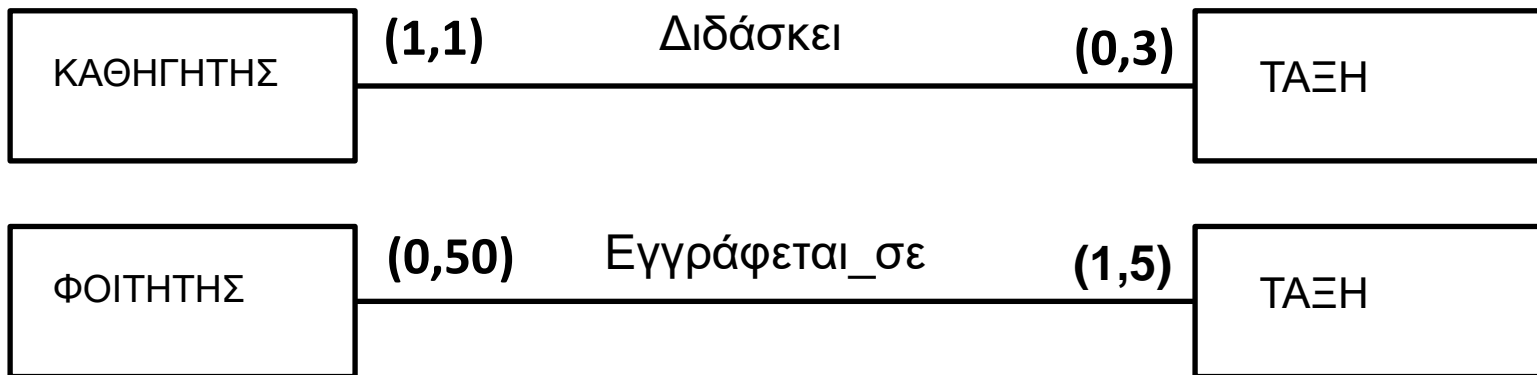 (1,1) Διδάσκει (0,3)
ΚΑΘΗΓΗΤΗΣ ΤΑΞΗ
(0,50) Εγγράφεται_σε (1,5)
ΦΟΙΤΗΤΗΣ ΤΑΞΗ